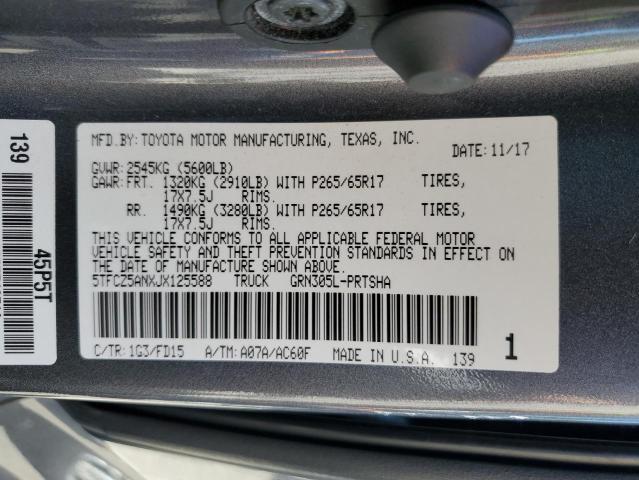 MFD.BY: TOYOTA MOTOR MANUFACTURING, TEXAS, INC.
DATE: 11/17
GVWR: 2545KG (5600LB)
GAWR: FRT. 1320KG (2910LB) WITH P265/65R17 TIRES,
17X7.5J RIMS.
RR. 1490KG (3280LB) WITH P265/65R17 TIRES,
17X7.5J RIMS.
THIS VEHICLE CONFORMS TO ALL APPLICABLE FEDERAL MOTOR
VEHICLE SAFETY AND THEFT PREVENTION STANDARDS IN EFFECT ON
THE DATE OF MANUFACTURE SHOWN ABOVE.
5TFCZ5ANXJX125588 TRUCK GRN305L-PRTSHA
C/TR: 1G3/FD15 A/TM: A07A/AC60F MADE IN U.S.A. 139
1
139
45P5T